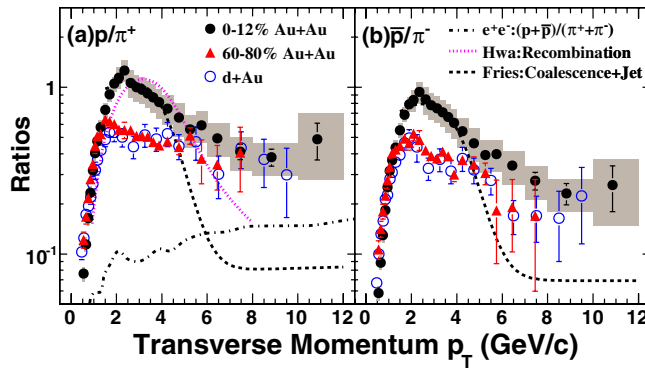 (a)p/π⁺
0-12% Au+Au
60-80% Au+Au
d+Au
(b)p̅/π⁻
e⁺e⁻:(p+p̅)/(π⁺+π⁻)
Hwa:Recombination
Fries:Coalescence+Jet
Ratios
1
10⁻¹
0 2 4 6 8 10 12 0 2 4 6 8 10 12
Transverse Momentum p_T (GeV/c)